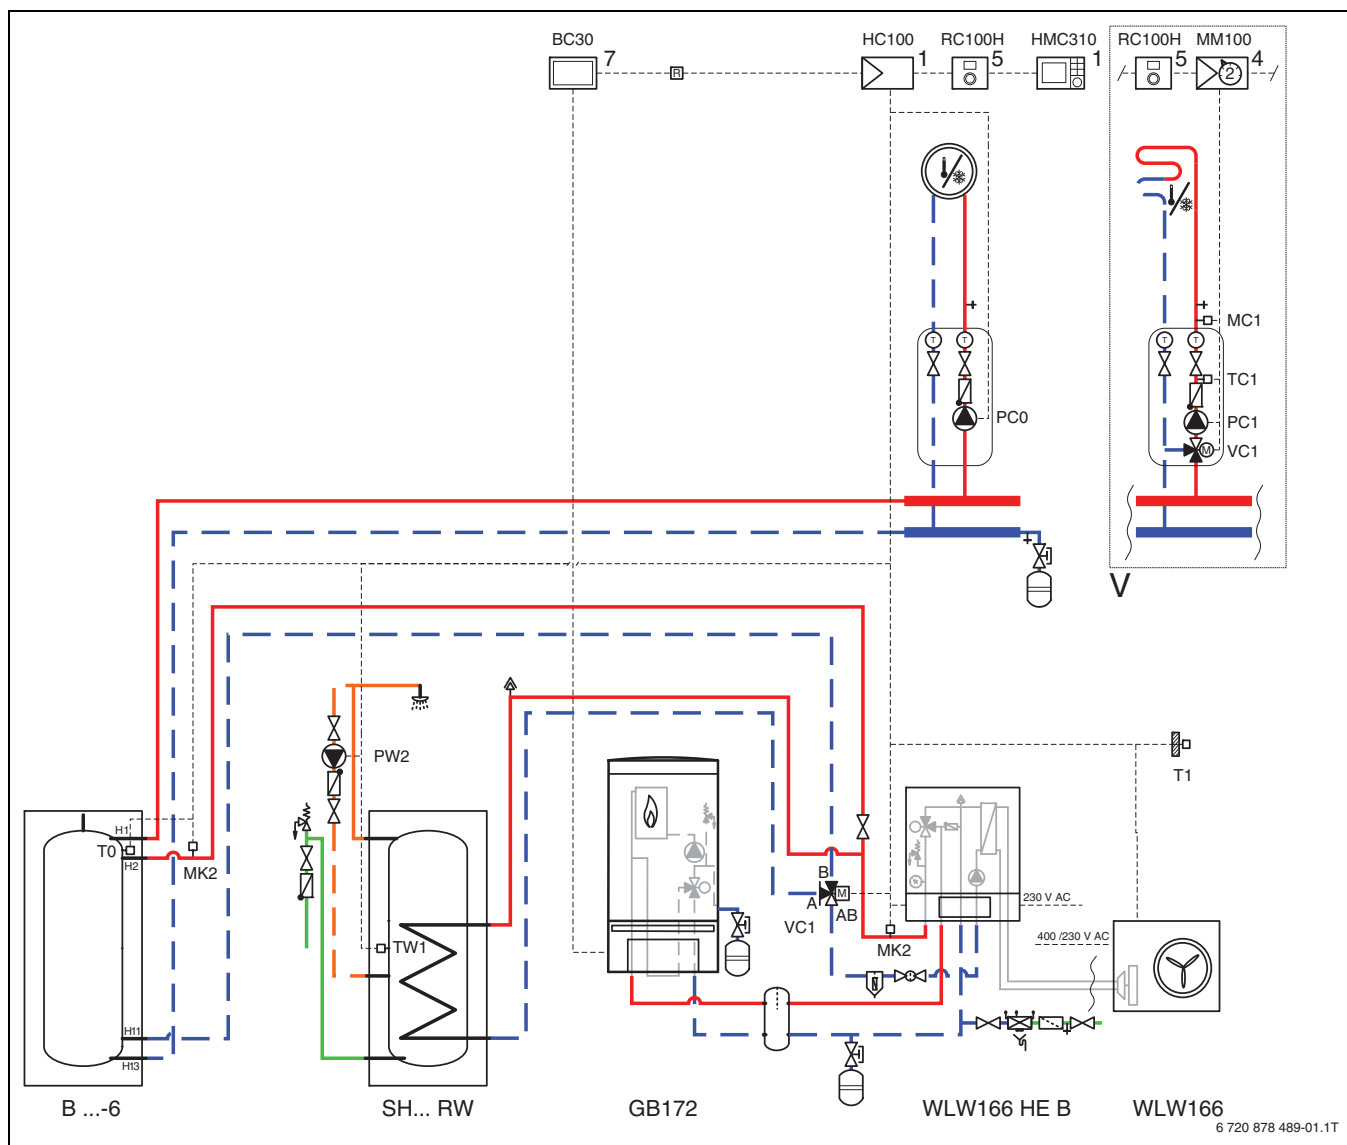 BC30 HC100 RC100H HMC310 RC100H MM100
7 R 1 5 1 5 2 4
MC1
T T T T
TC1
PC0 PC1
M VC1
V
PW2
T1
H1
T0
H2
MK2
B
M
A AB
VC1
230 V AC
TW1 MK2 400 /230 V AC
H11
H13
B ...-6 SH... RW GB172 WLW166 HE B WLW166
6 720 878 489-01.1T